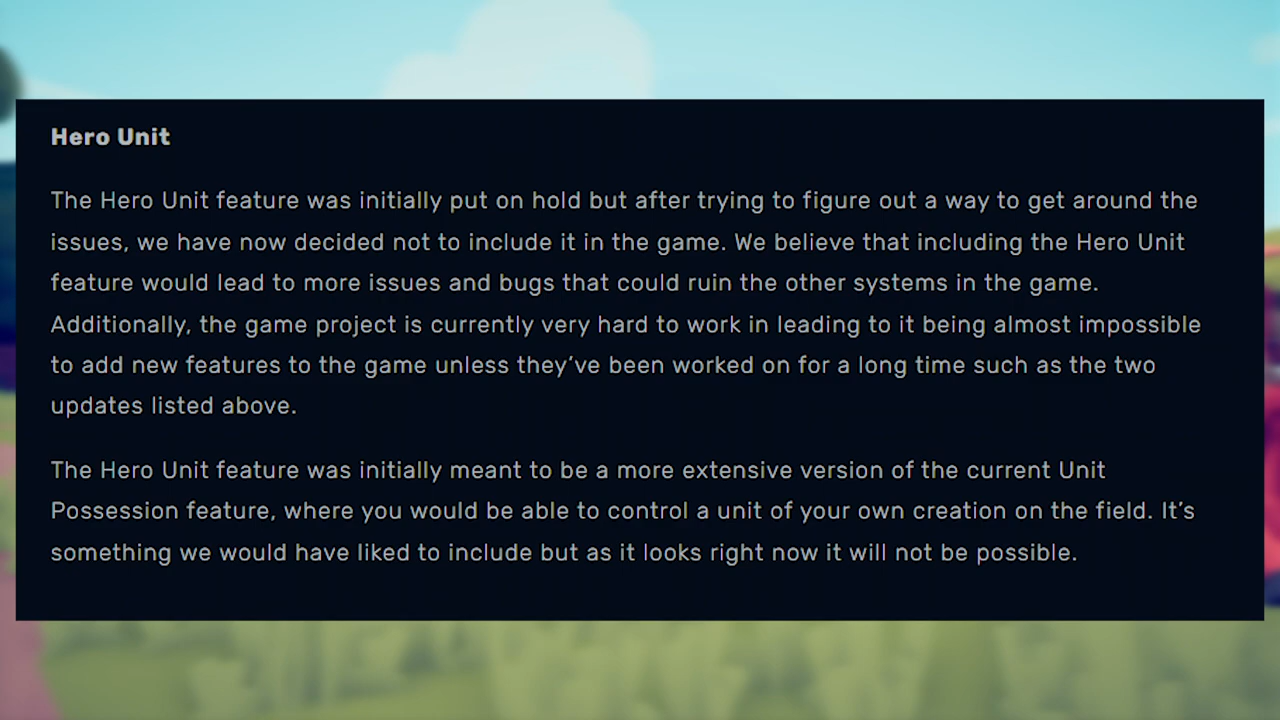 Hero Unit
The Hero Unit feature was initially put on hold but after trying to figure out a way to get around the
issues, we have now decided not to include it in the game. We believe that including the Hero Unit
feature would lead to more issues and bugs that could ruin the other systems in the game.
Additionally, the game project is currently very hard to work in leading to it being almost impossible
to add new features to the game unless they’ve been worked on for a long time such as the two
updates listed above.
The Hero Unit feature was initially meant to be a more extensive version of the current Unit
Possession feature, where you would be able to control a unit of your own creation on the field. It’s
something we would have liked to include but as it looks right now it will not be possible.